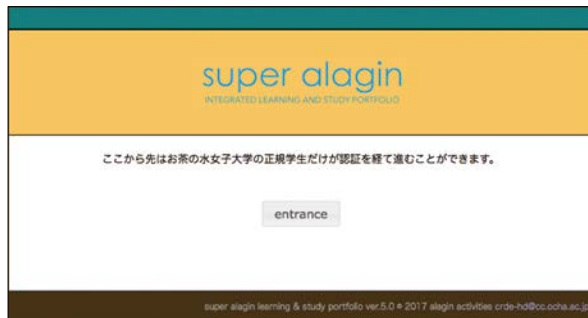 super alagin
INTEGRATED LEARNING AND STUDY PORTFOLIO
ここから先はお茶の水女子大学の正規学生だけが認証を経て進むことができます。
entrance
super alagin learning & study portfolio ver.5.0 © 2017 alagin activities crde-hd@cc.ocha.ac.jp